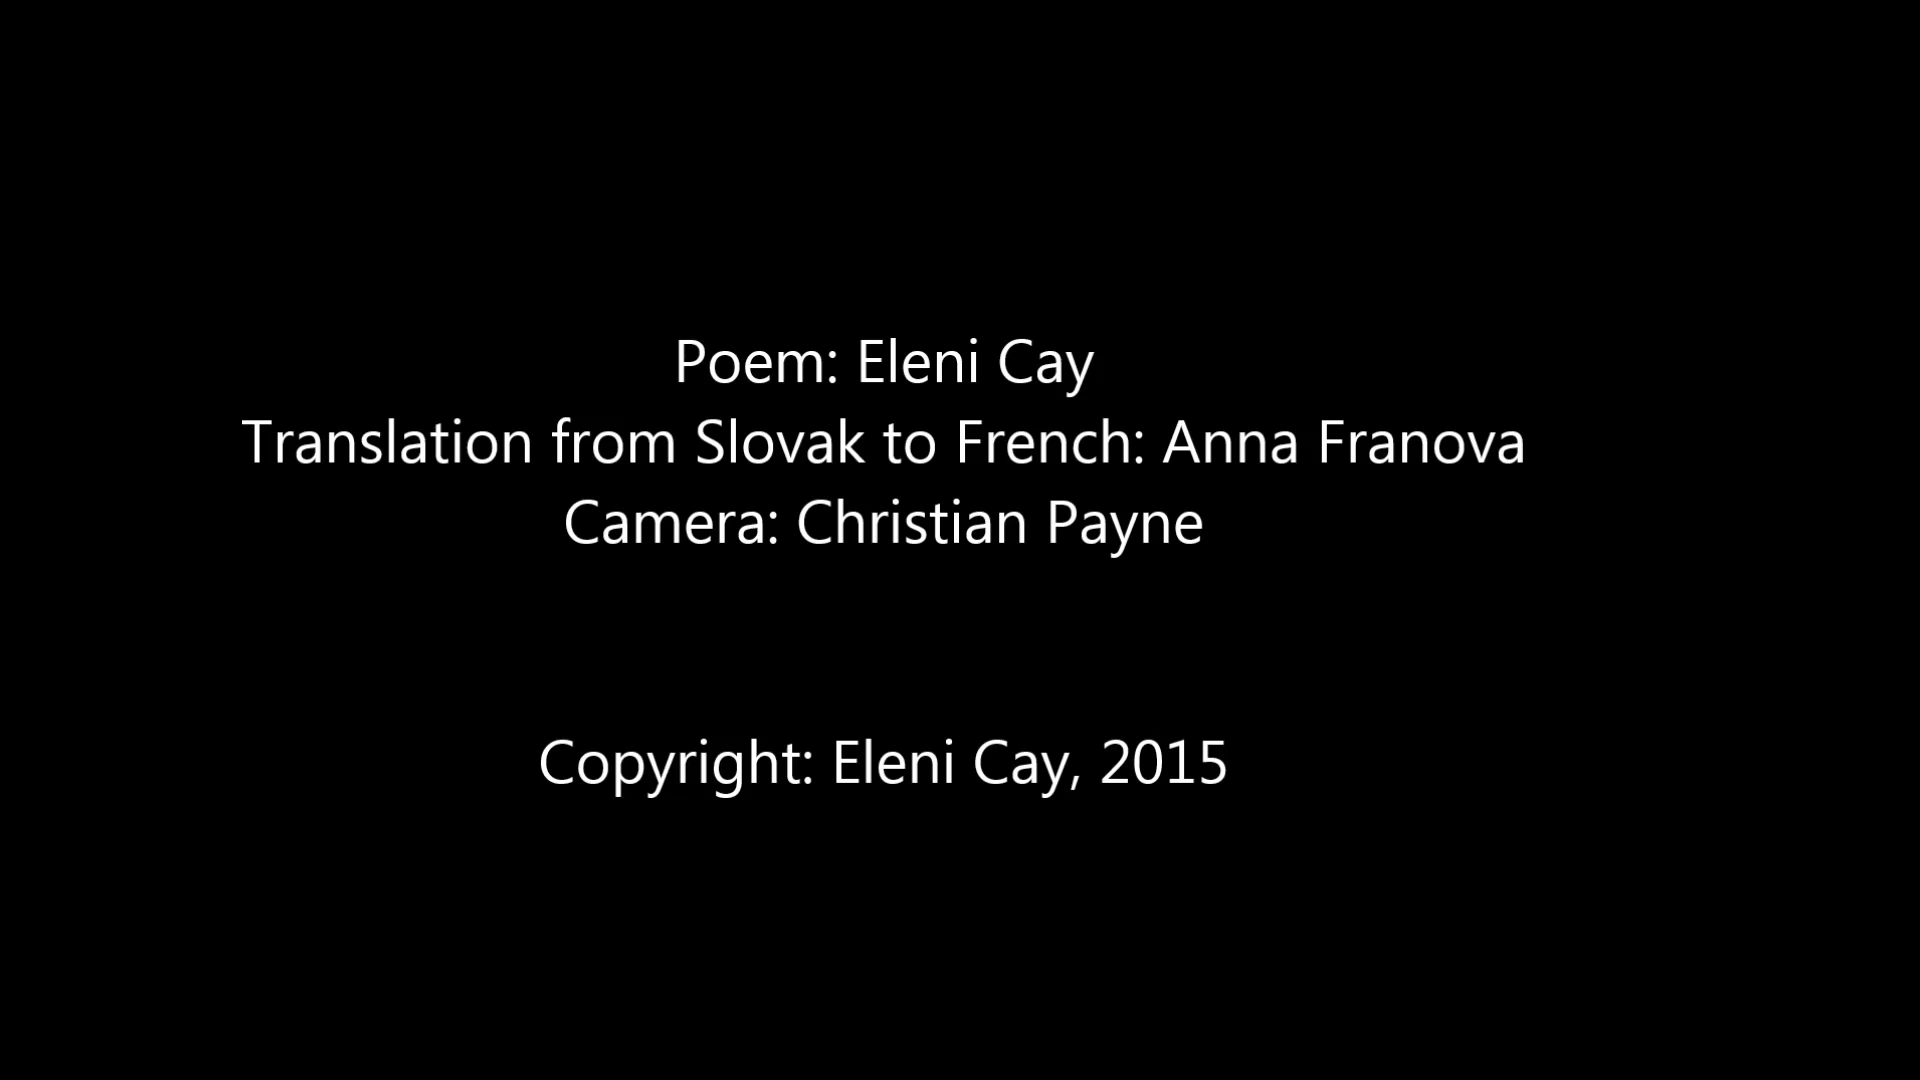 Poem: Eleni Cay
Translation from Slovak to French: Anna Franova
Camera: Christian Payne
Copyright: Eleni Cay, 2015